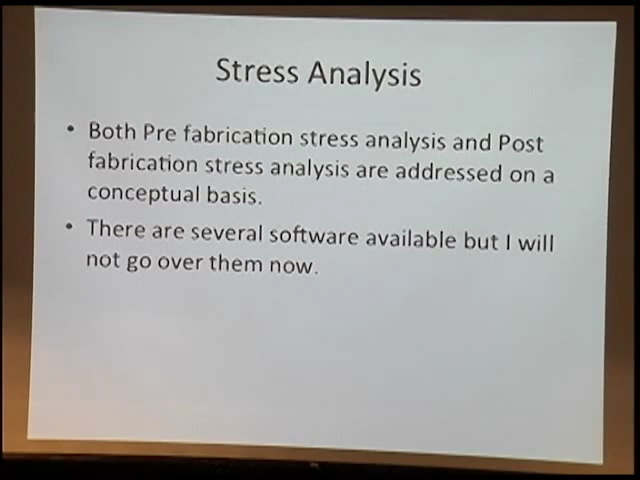 Stress Analysis
• Both Pre fabrication stress analysis and Post
fabrication stress analysis are addressed on a
conceptual basis.
• There are several software available but I will
not go over them now.